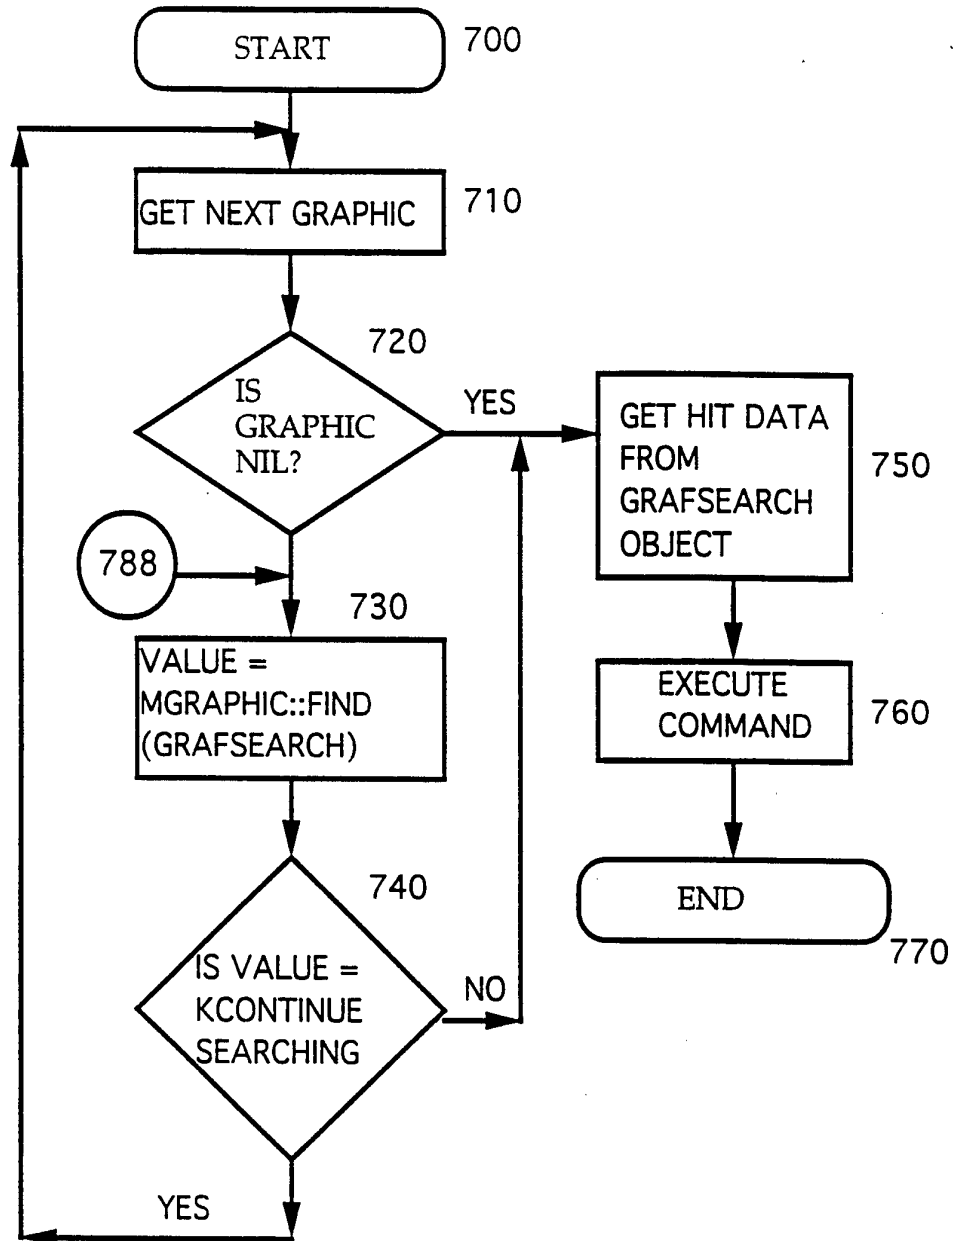 START
700
GET NEXT GRAPHIC
710
720
IS
GRAPHIC
NIL?
YES
GET HIT DATA
FROM
GRAFSEARCH
OBJECT
750
788
730
VALUE =
MGRAPHIC::FIND
(GRAFSEARCH)
EXECUTE
COMMAND
760
740
IS VALUE =
KCONTINUE
SEARCHING
NO
END
770
YES